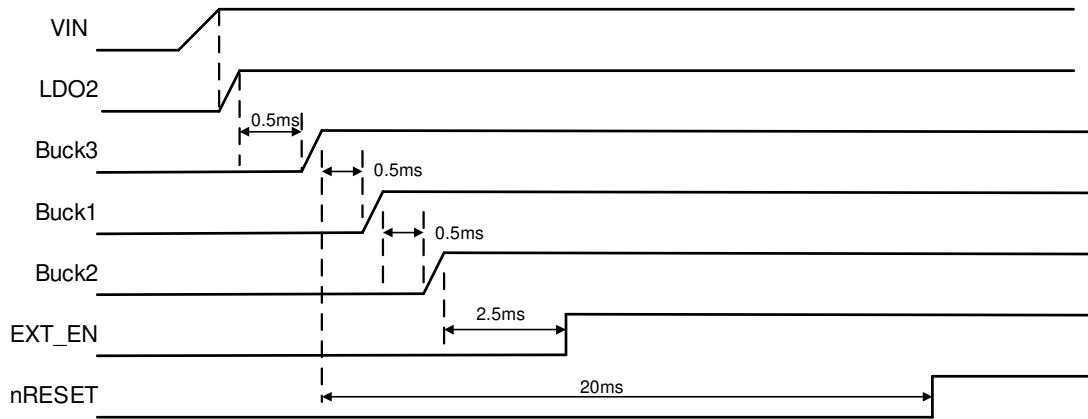 VIN
LDO2
0.5ms
Buck3
0.5ms
Buck1
0.5ms
Buck2
2.5ms
EXT_EN
20ms
nRESET